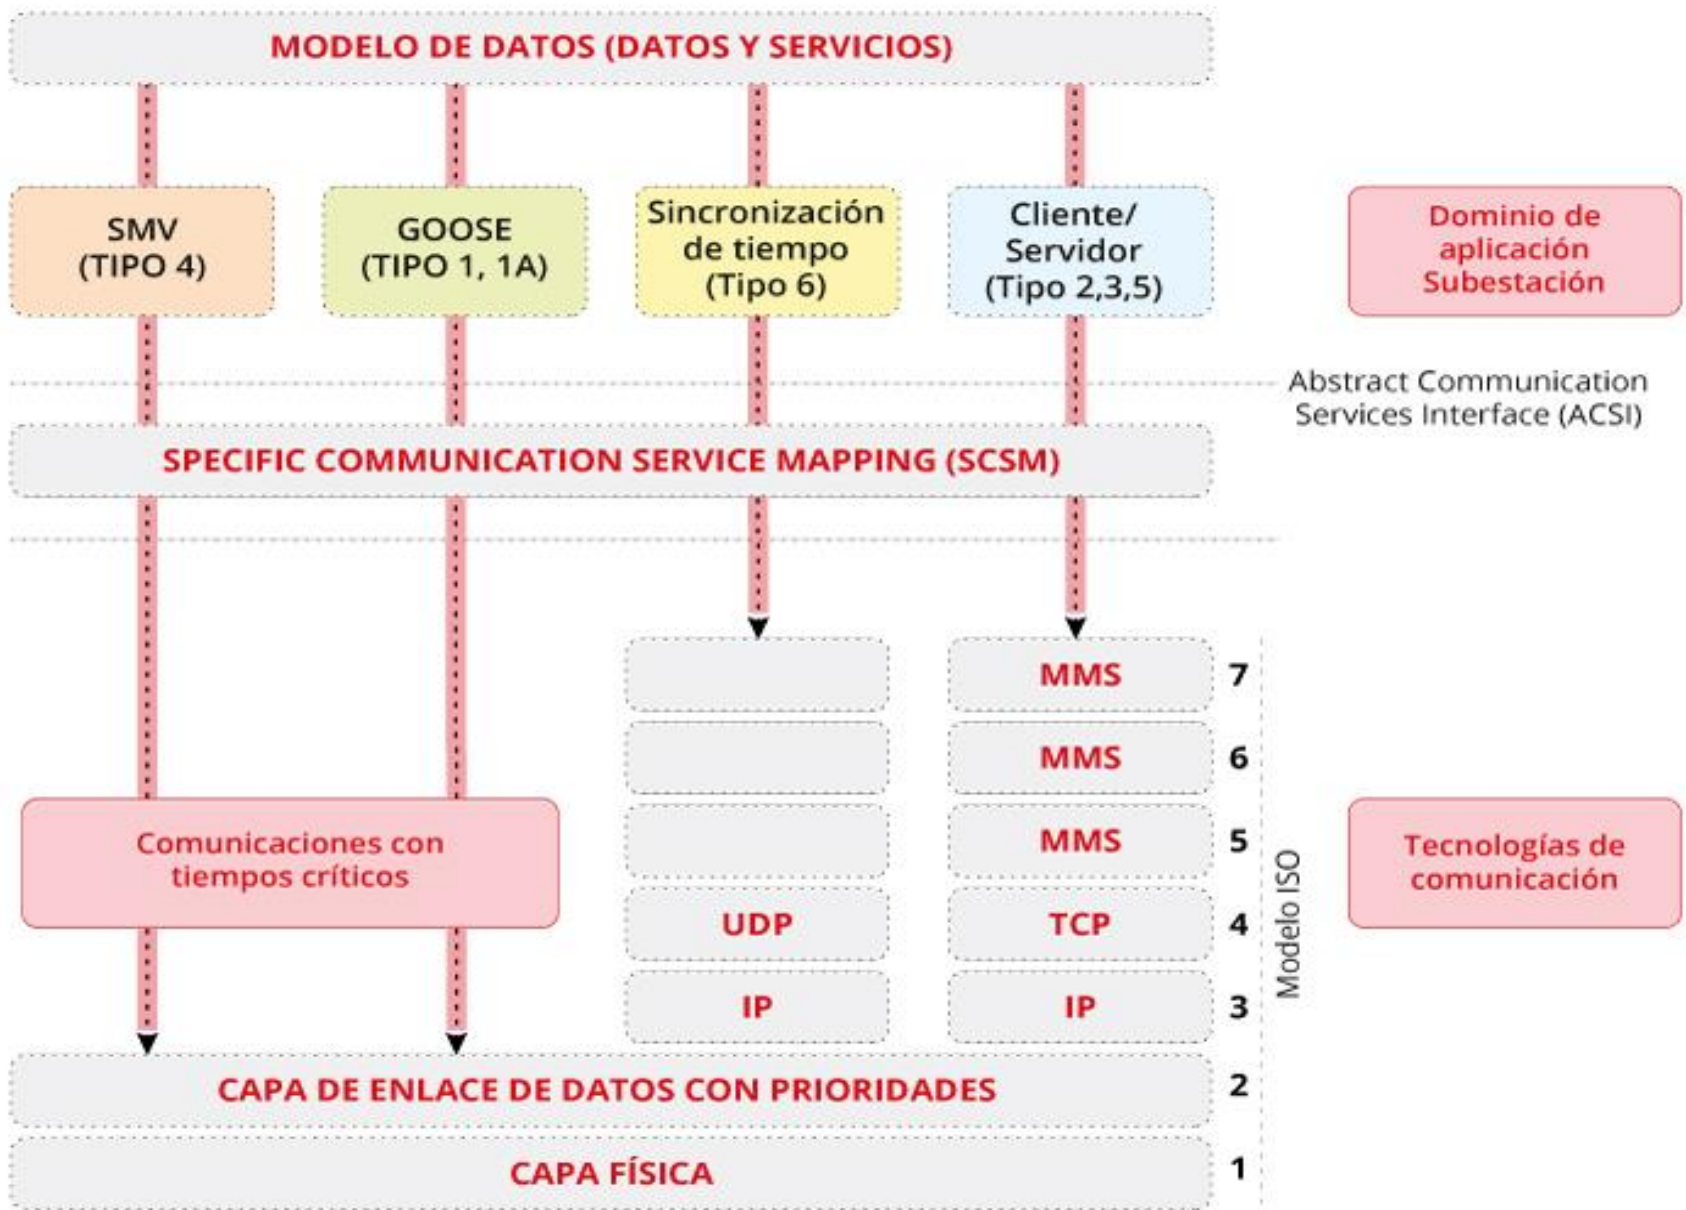 MODELO DE DATOS (DATOS Y SERVICIOS)
SMV
(TIPO 4)
GOOSE
(TIPO 1, 1A)
Sincronización
de tiempo
(Tipo 6)
Cliente/
Servidor
(Tipo 2,3,5)
Dominio de
aplicación
Subestación
Abstract Communication
Services Interface (ACSI)
SPECIFIC COMMUNICATION SERVICE MAPPING (SCSM)
MMS
7
MMS
6
MMS
5
Comunicaciones con
tiempos críticos
UDP
TCP
4
IP
IP
3
Modelo ISO
Tecnologías de
comunicación
CAPA DE ENLACE DE DATOS CON PRIORIDADES
2
CAPA FÍSICA
1